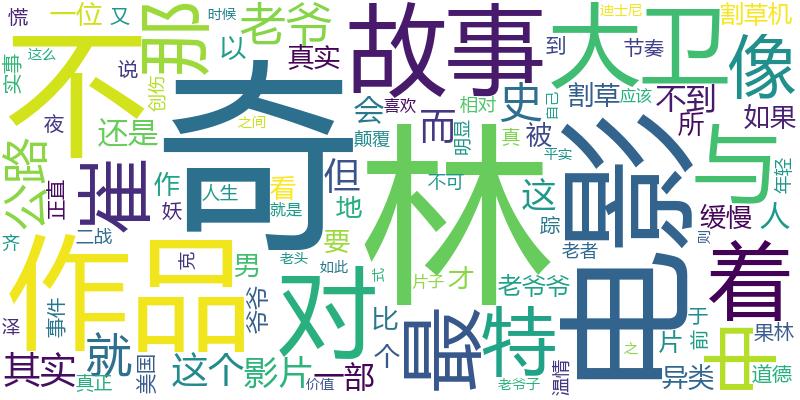 慌 一位 又 时候 迪士尼 割草机
这么 那 老爷 故事 大卫 像
实事 说 创伤 不 以 真实 到 节奏
夜 之间 会 喜欢 相对 史 割草 自己 应该 不到
还是 奇 颠覆 而 明显 真 被 所 如果
公路 崔 但 林 平实 电影 与 年轻
正直 作 妖 人生 看 地 不可 这 踪 缓慢 人
齐 二战 就是 要 老者 则 着
作品 克 男 老头 如此 式 片子 才 老爷爷
泽 事件 爷爷 对 比 最 特 之 片 于 中 果林
其实 就 美国 这个 影片 个 温情 前 异类 道德
真正 价值 一部 老爷子